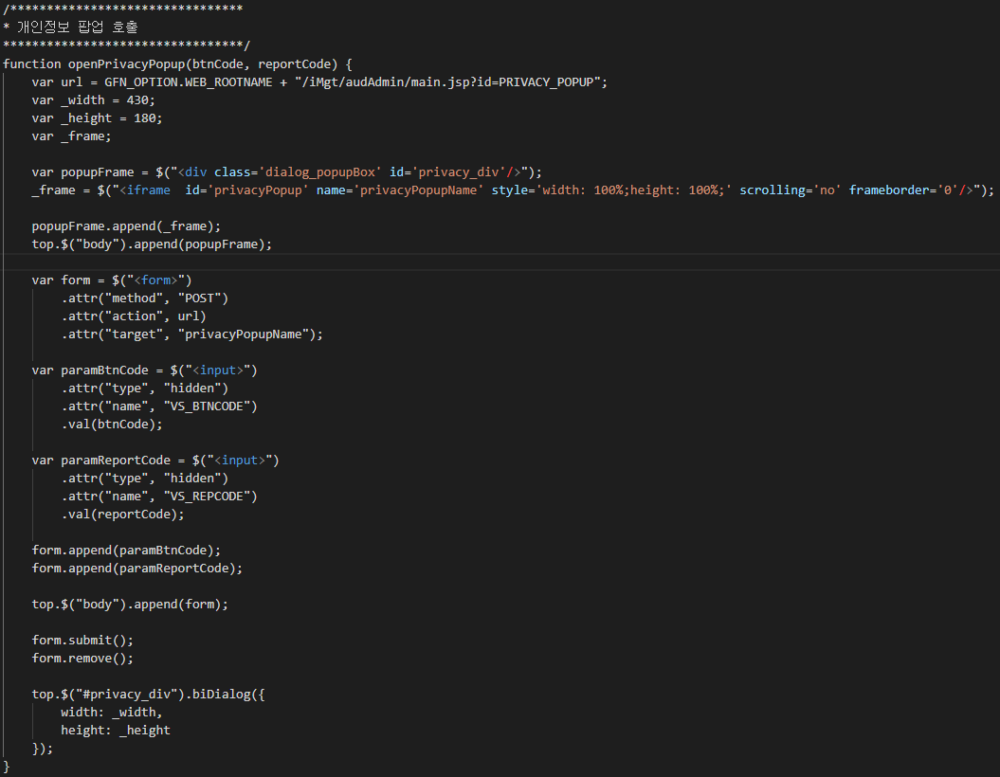 /********************************
* 개인정보 팝업 호출
*********************************/
function openPrivacyPopup(btnCode, reportCode) {
    var url = GFN_OPTION.WEB_ROOTNAME + "/iMgt/audAdmin/main.jsp?id=PRIVACY_POPUP";
    var _width = 430;
    var _height = 180;
    var _frame;

    var popupFrame = $("<div class='dialog_popupBox' id='privacy_div'/>");
    _frame = $("<iframe  id='privacyPopup' name='privacyPopupName' style='width: 100%;height: 100%;' scrolling='no' frameborder='0'/>");

    popupFrame.append(_frame);
    top.$("body").append(popupFrame);

    var form = $("<form>")
        .attr("method", "POST")
        .attr("action", url)
        .attr("target", "privacyPopupName");

    var paramBtnCode = $("<input>")
        .attr("type", "hidden")
        .attr("name", "VS_BTNCODE")
        .val(btnCode);

    var paramReportCode = $("<input>")
        .attr("type", "hidden")
        .attr("name", "VS_REPCODE")
        .val(reportCode);

    form.append(paramBtnCode);
    form.append(paramReportCode);

    top.$("body").append(form);

    form.submit();
    form.remove();

    top.$("#privacy_div").biDialog({
        width: _width,
        height: _height
    });
}